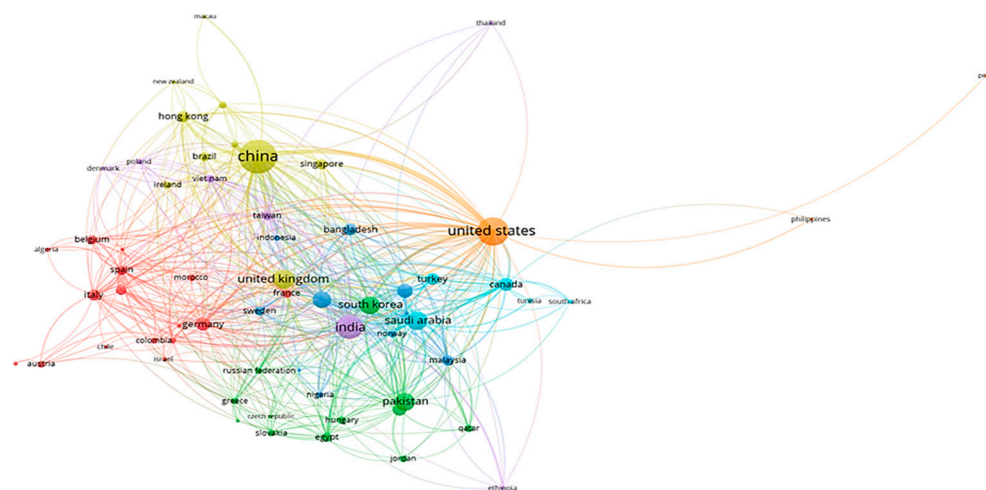 macau
thailand
pe
new zealand
hong kong
china
brazil
singapore
poland
denmark
viet nam
ireland
taiwan
philippines
united states
bangladesh
indonesia
belgium
algeria
spain
morocco
united kingdom
turkey
canada
italy
france
tunisia
south africa
south korea
sweden
saudi arabia
germany
india
norway
colombia
chile
israel
malaysia
austria
russian federation
nigeria
greece
pakistan
czech republic
hungary
qatar
slovakia
egypt
jordan
ethiopia